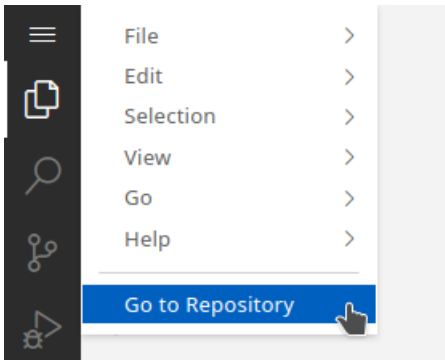 File
Edit
Selection
View
Go
Help
Go to Repository